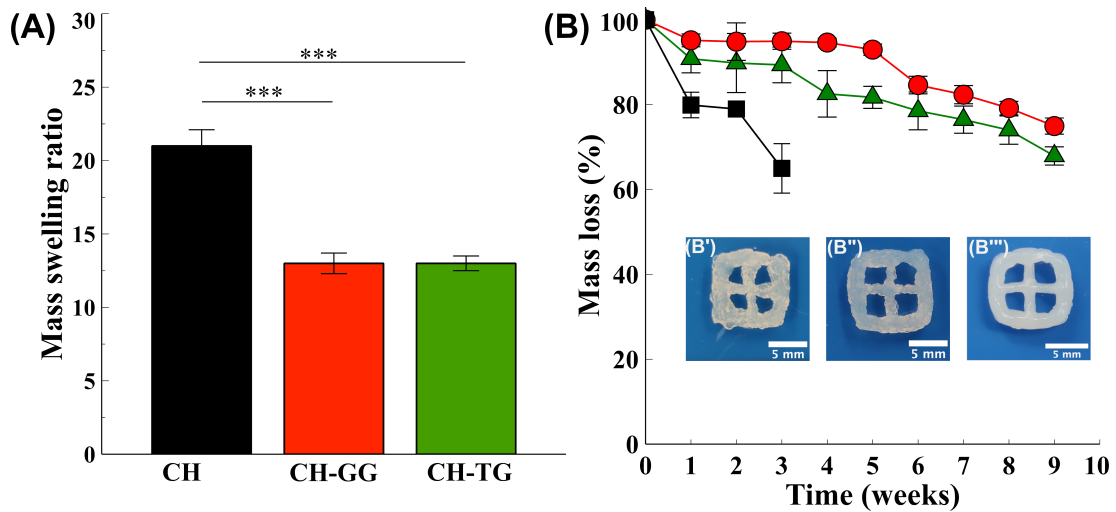 (A)
Mass swelling ratio
30
25
20
15
10
5
0
***
***
CH
CH-GG
CH-TG
(B)
Mass loss (%)
100
80
60
40
20
0
(B')
5 mm
(B'')
5 mm
(B''')
5 mm
0 1 2 3 4 5 6 7 8 9 10
Time (weeks)